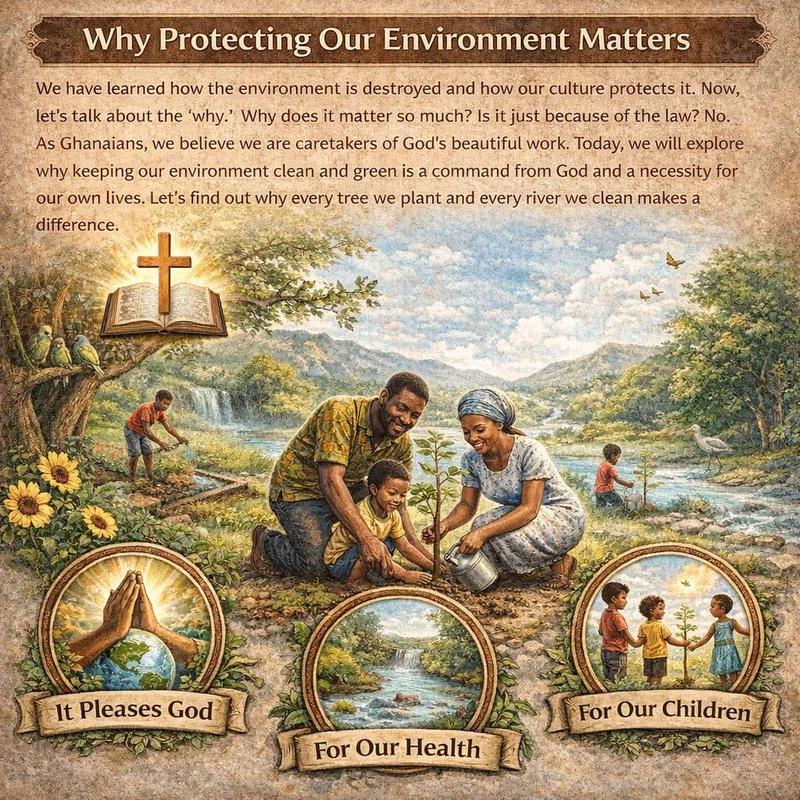 Why Protecting Our Environment Matters
We have learned how the environment is destroyed and how our culture protects it. Now,
let's talk about the 'why.' Why does it matter so much? Is it just because of the law? No.
As Ghanaians, we believe we are caretakers of God's beautiful work. Today, we will explore
why keeping our environment clean and green is a command from God and a necessity for
our own lives. Let's find out why every tree we plant and every river we clean makes a
difference.
It Pleases God
For Our Health
For Our Children